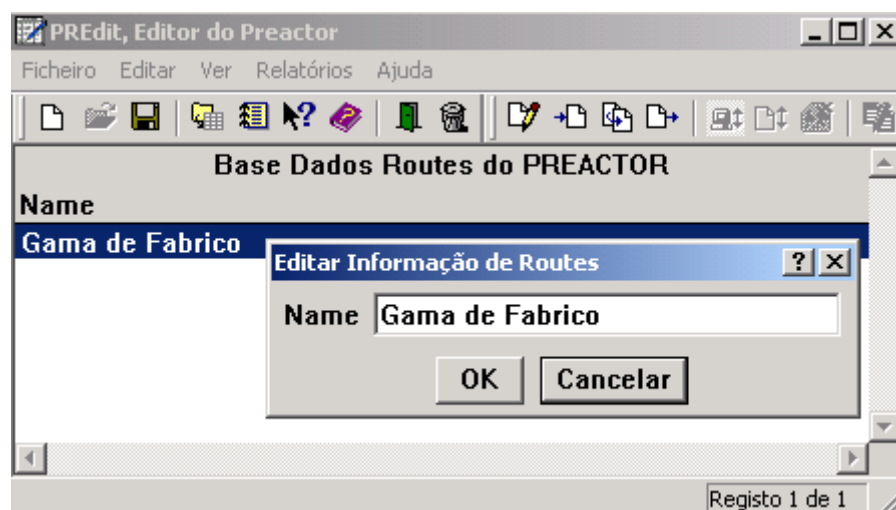 PREdit, Editor do Preactor
Ficheiro Editar Ver Relatórios Ajuda
Base Dados Routes do PREACTOR
Name
Gama de Fabrico
Editar Informação de Routes
Name Gama de Fabrico
OK Cancelar
Registo 1 de 1